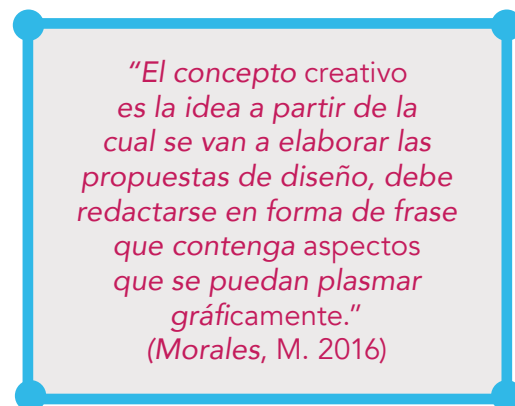 “El concepto creativo
es la idea a partir de la
cual se van a elaborar las
propuestas de diseño, debe
redactarse en forma de frase
que contenga aspectos
que se puedan plasmar
gráficamente.”
(Morales, M. 2016)